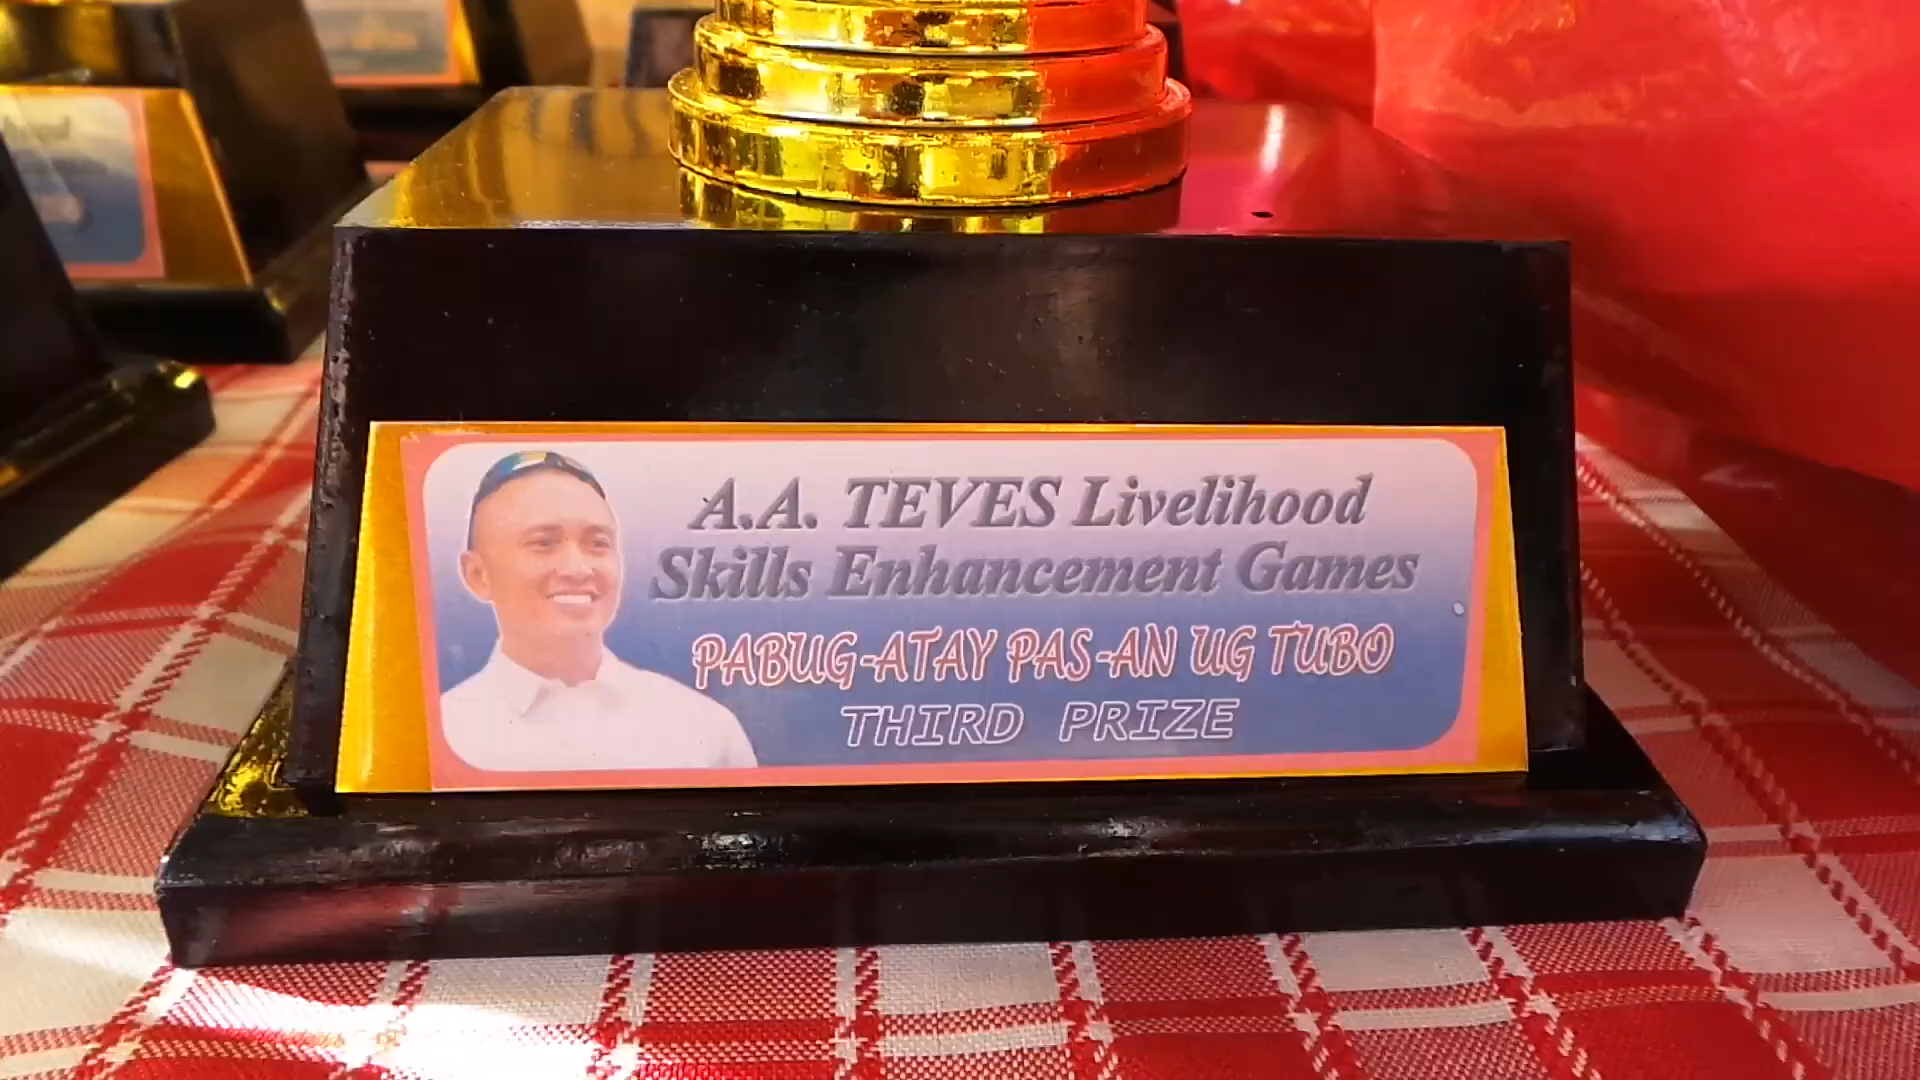 A.A. TEVES Livelihood
Skills Enhancement Games
PABUG-ATAY PAS-AN UG TUBO
THIRD PRIZE